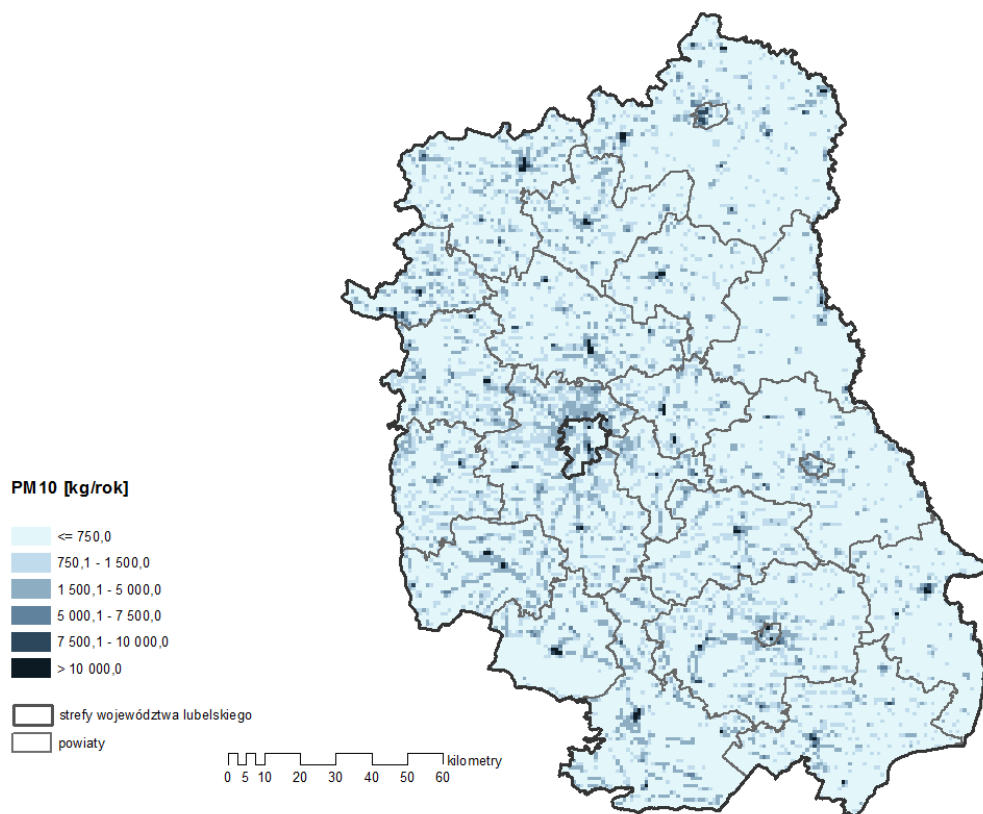 PM10 [kg/rok]
<= 750,0
750,1 - 1 500,0
1 500,1 - 5 000,0
5 000,1 - 7 500,0
7 500,1 - 10 000,0
> 10 000,0
strefy województwa lubelskiego
powiaty
kilometry
0 5 10 20 30 40 50 60